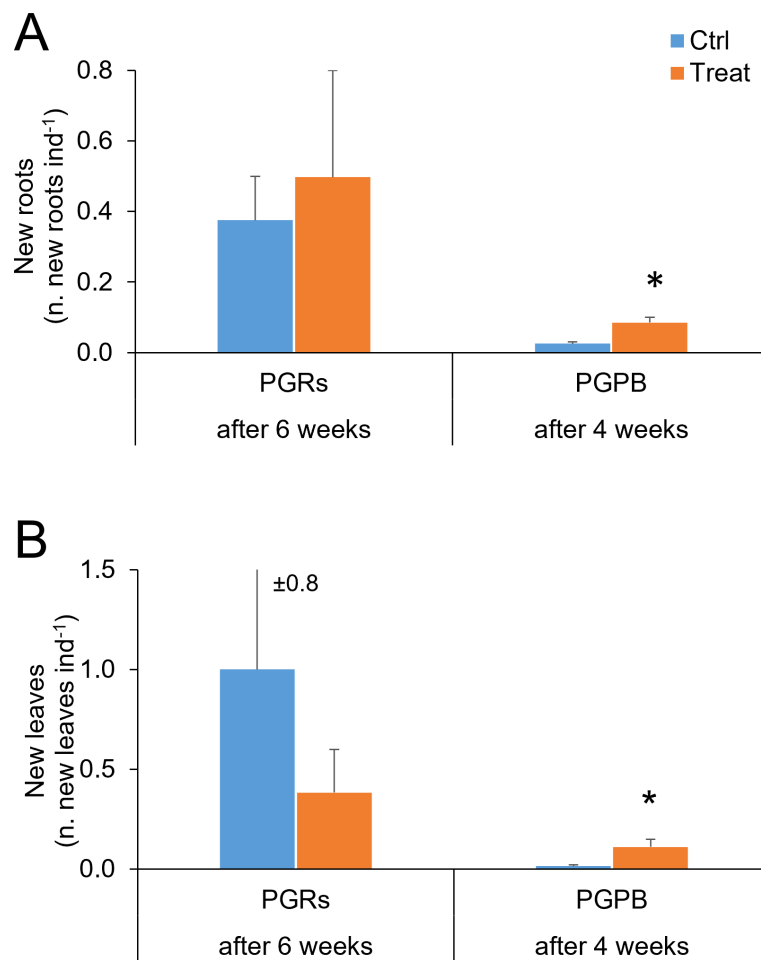 A
Ctrl
Treat
New roots
(n. new roots ind⁻¹)
0.8
0.6
0.4
0.2
0.0
*
PGRs
PGPB
after 6 weeks
after 4 weeks
B
New leaves
(n. new leaves ind⁻¹)
1.5
1.0
0.5
0.0
±0.8
*
PGRs
PGPB
after 6 weeks
after 4 weeks